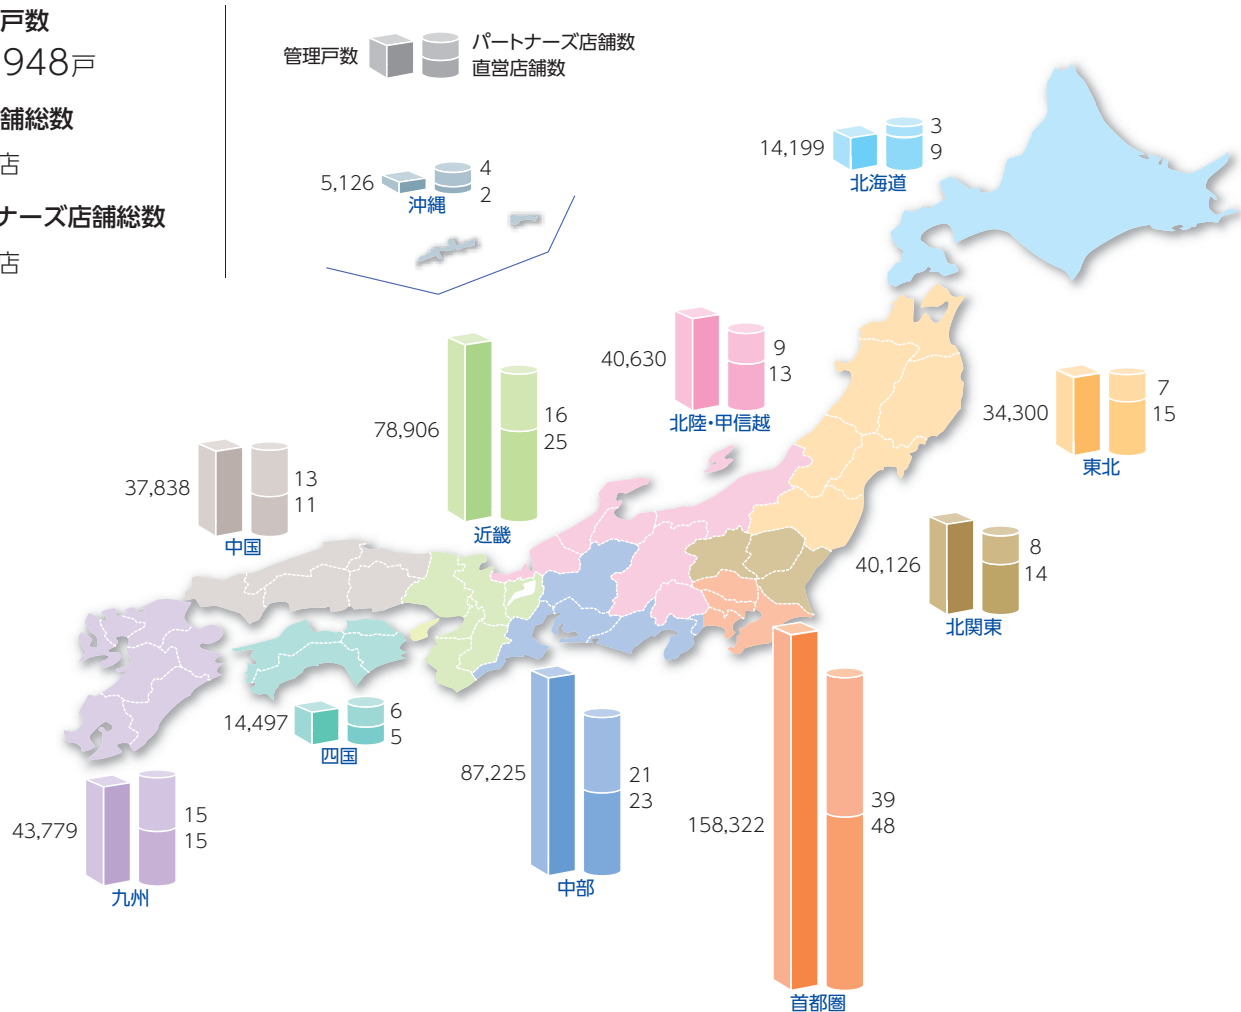 戸数
948戸
舗総数
店
ナーズ店舗総数
店
管理戸数
パートナーズ店舗数
直営店舗数
14,199
3
9
北海道
5,126
4
2
沖縄
40,630
9
13
北陸・甲信越
34,300
7
15
東北
78,906
16
25
近畿
37,838
13
11
中国
40,126
8
14
北関東
14,497
6
5
四国
87,225
21
23
中部
158,322
39
48
首都圏
43,779
15
15
九州